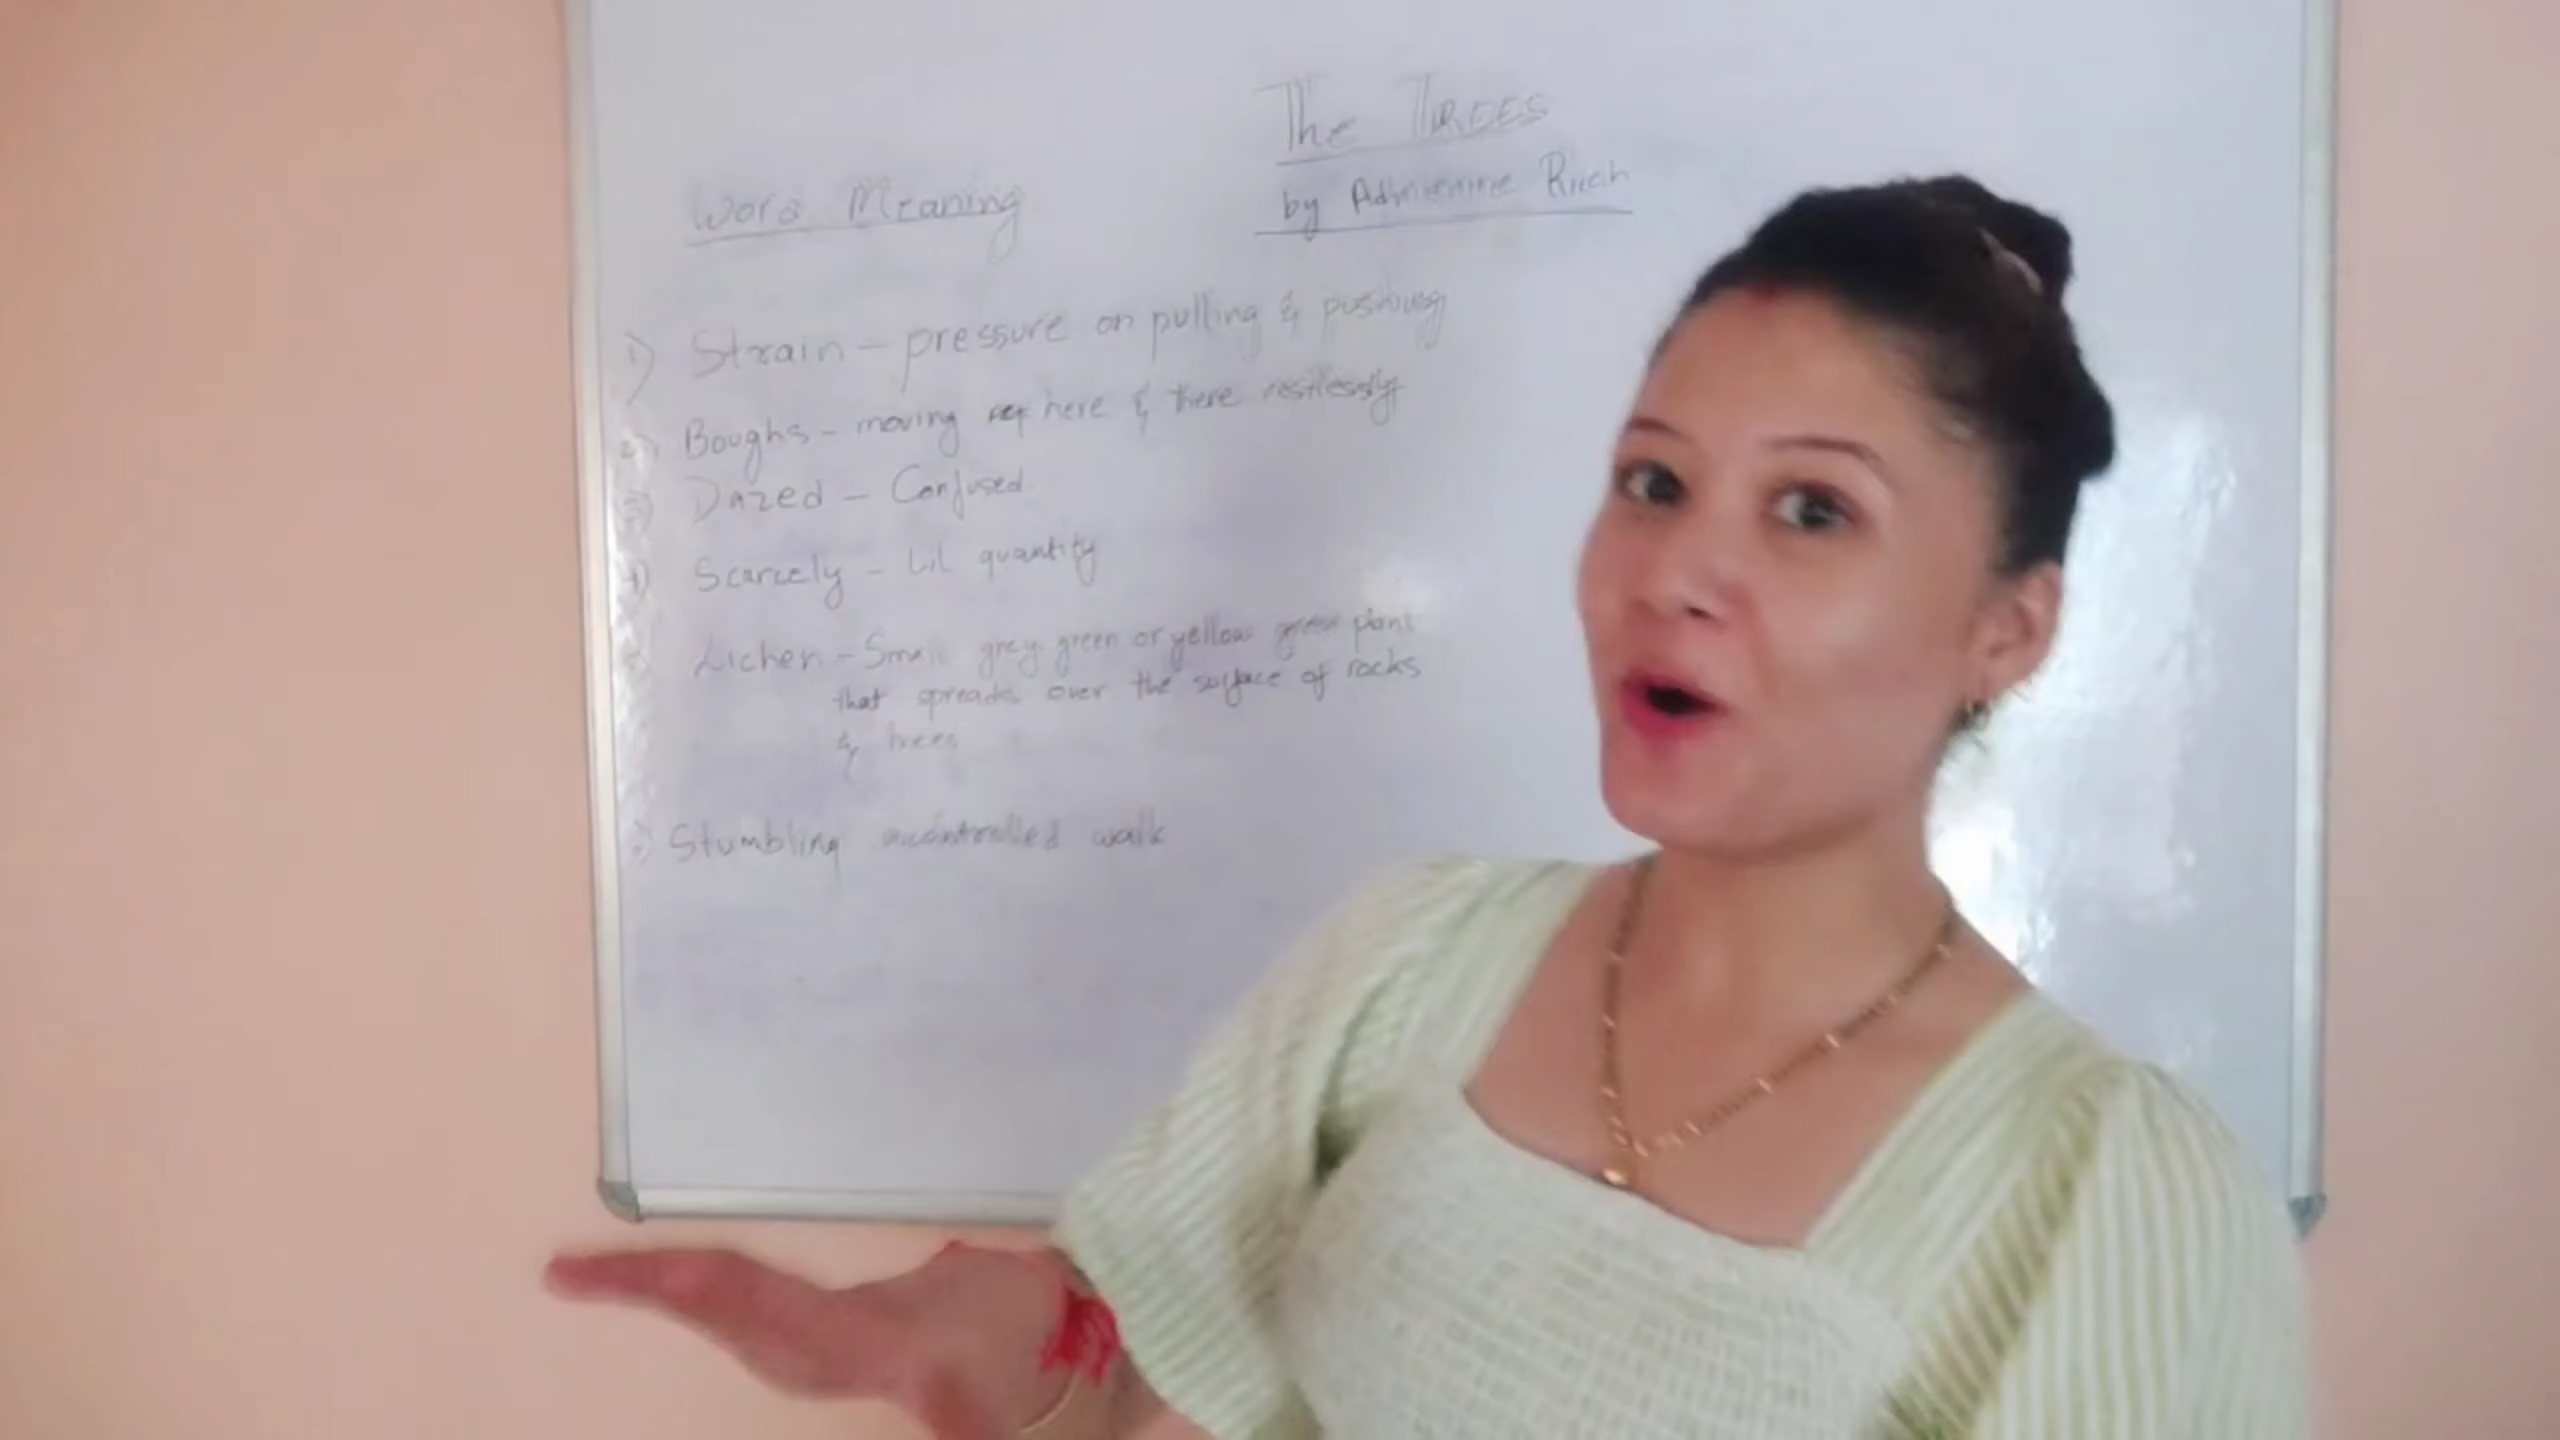 The Trees
by Adrienne Rich
Word Meaning
1) Strain - pressure on pulling & pushing
2) Boughs - moving here & there restlessly
3) Dazed - Confused
4) Scarcely - Lil quantity
5) Lichen - Small grey green or yellow green plant
that spreads over the surface of rocks
& trees
Stumbling uncontrolled walk